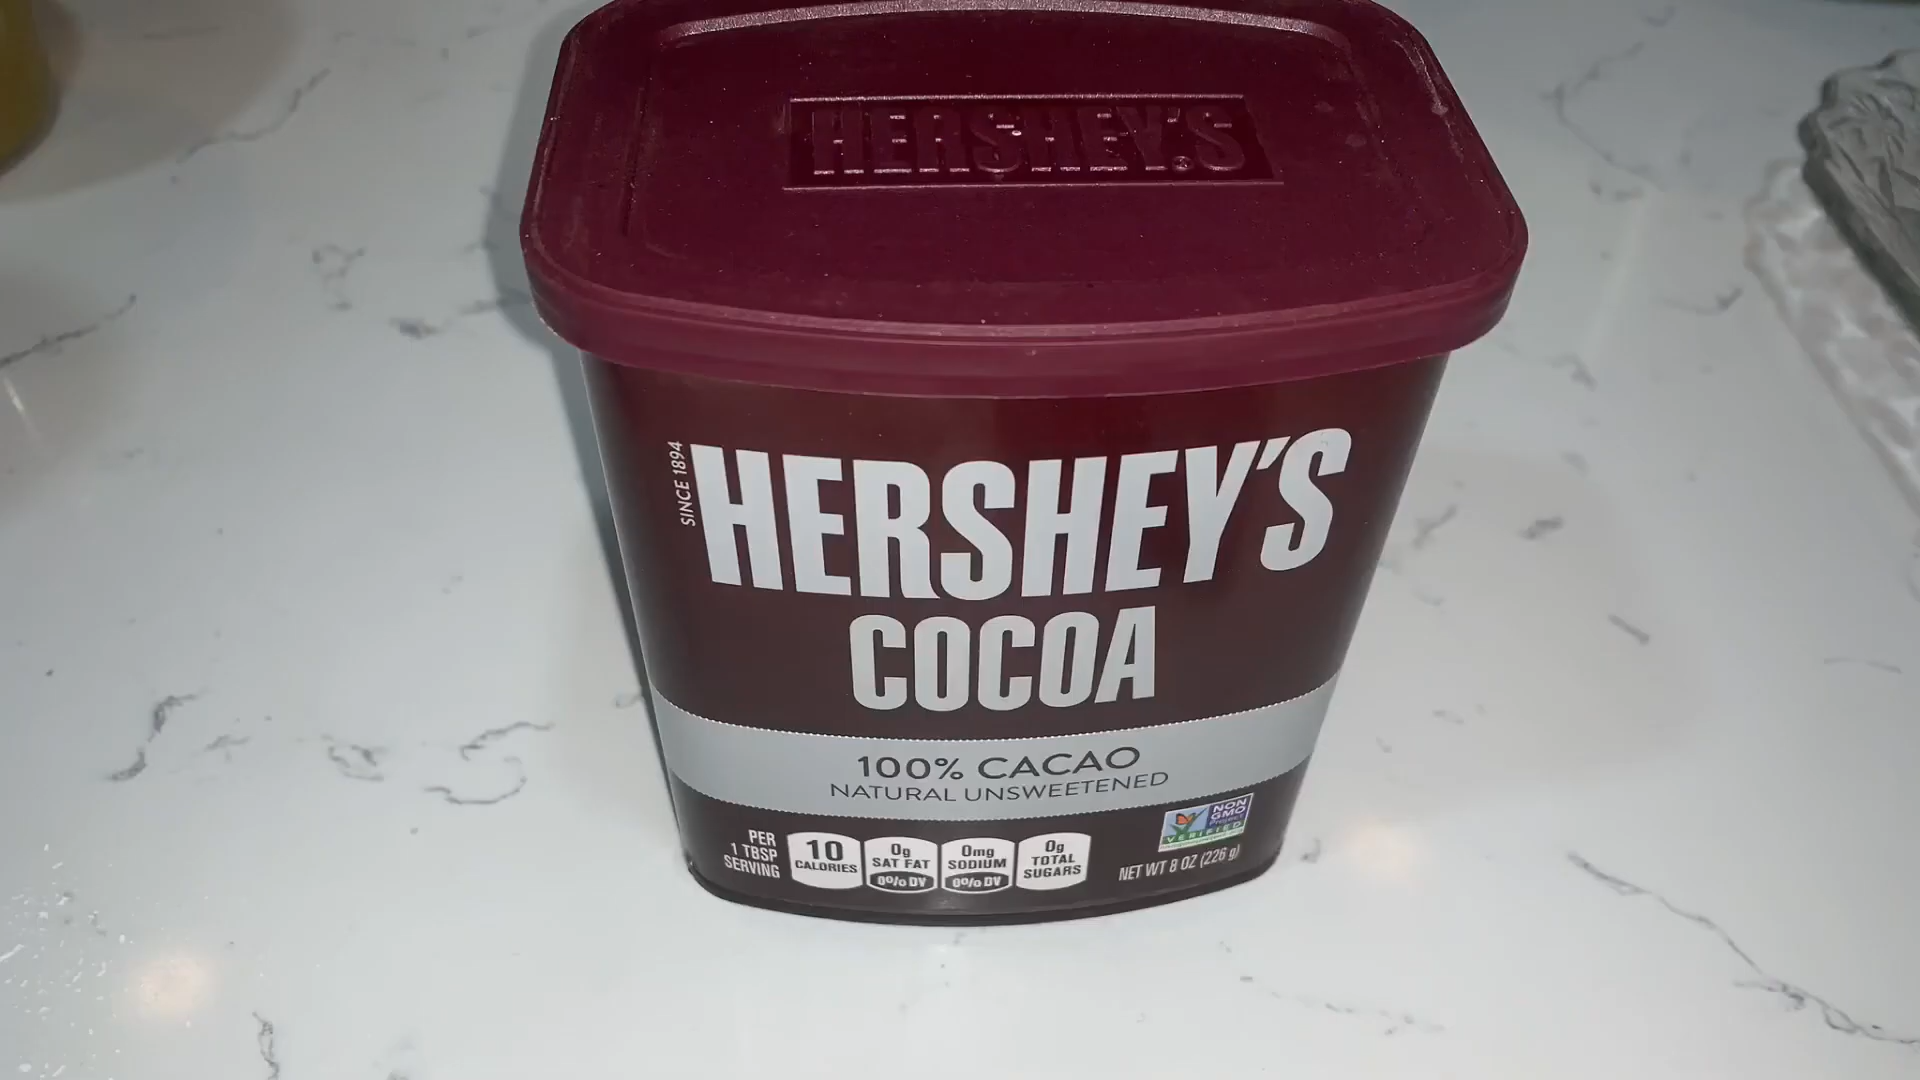 HERSHEY'S
SINCE 1894
HERSHEY'S
COCOA
100% CACAO
NATURAL UNSWEETENED
PER
1 TBSP
SERVING
10
CALORIES
0g
SAT FAT
0% DV
0mg
SODIUM
0% DV
0g
TOTAL
SUGARS
NON
GMO
Project
VERIFIED
NET WT 8 OZ (226 g)